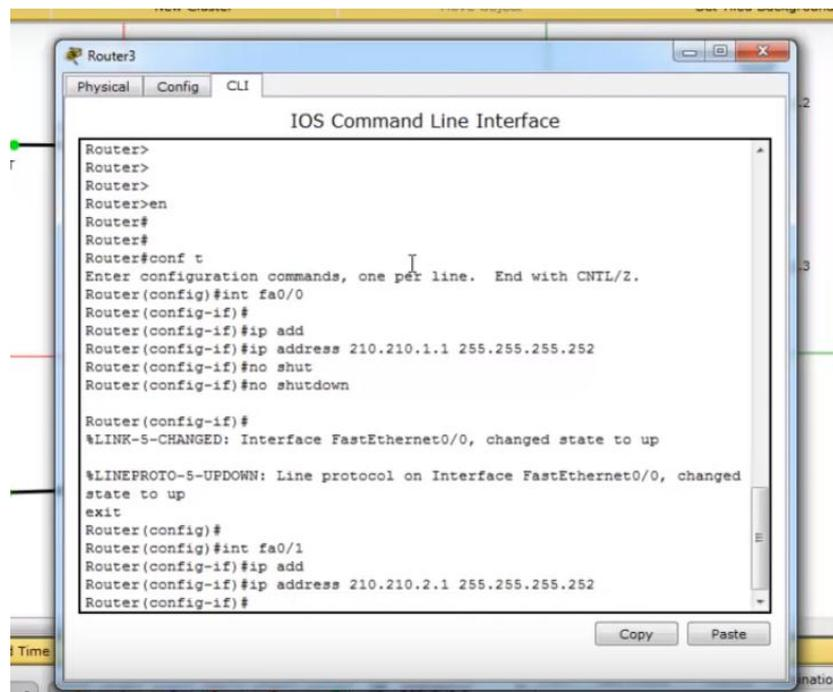 New Cluster
Router3
Physical Config CLI
IOS Command Line Interface
.2
Router>
Router>
Router>
Router>en
Router#
Router#
Router#conf t
Enter configuration commands, one per line.  End with CNTL/Z.
.3
Router(config)#int fa0/0
Router(config-if)#
Router(config-if)#ip add
Router(config-if)#ip address 210.210.1.1 255.255.255.252
Router(config-if)#no shut
Router(config-if)#no shutdown
Router(config-if)#
%LINK-5-CHANGED: Interface FastEthernet0/0, changed state to up
%LINEPROTO-5-UPDOWN: Line protocol on Interface FastEthernet0/0, changed
state to up
exit
Router(config)#
Router(config)#int fa0/1
Router(config-if)#ip add
Router(config-if)#ip address 210.210.2.1 255.255.255.252
Router(config-if)#
Copy Paste
Time